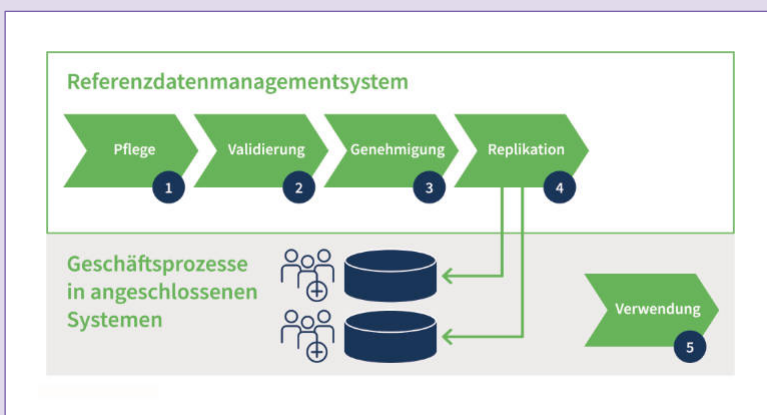 Referenzdatenmanagementsystem
Pflege
1
Validierung
2
Genehmigung
3
Replikation
4
Geschäftsprozesse
in angeschlossenen
Systemen
Verwendung
5